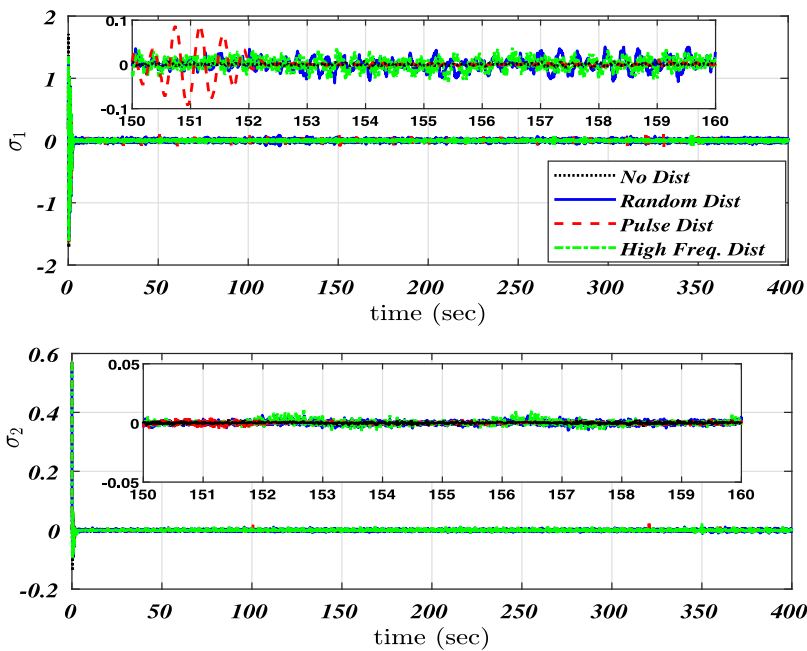 2
1
0
-1
-2
σ1
0.1
0
-0.1
150 151 152 153 154 155 156 157 158 159 160
No Dist
Random Dist
Pulse Dist
High Freq. Dist
0 50 100 150 200 250 300 350 400
time (sec)
0.6
0.4
0.2
0
-0.2
σ2
0.05
0
-0.05
150 151 152 153 154 155 156 157 158 159 160
0 50 100 150 200 250 300 350 400
time (sec)